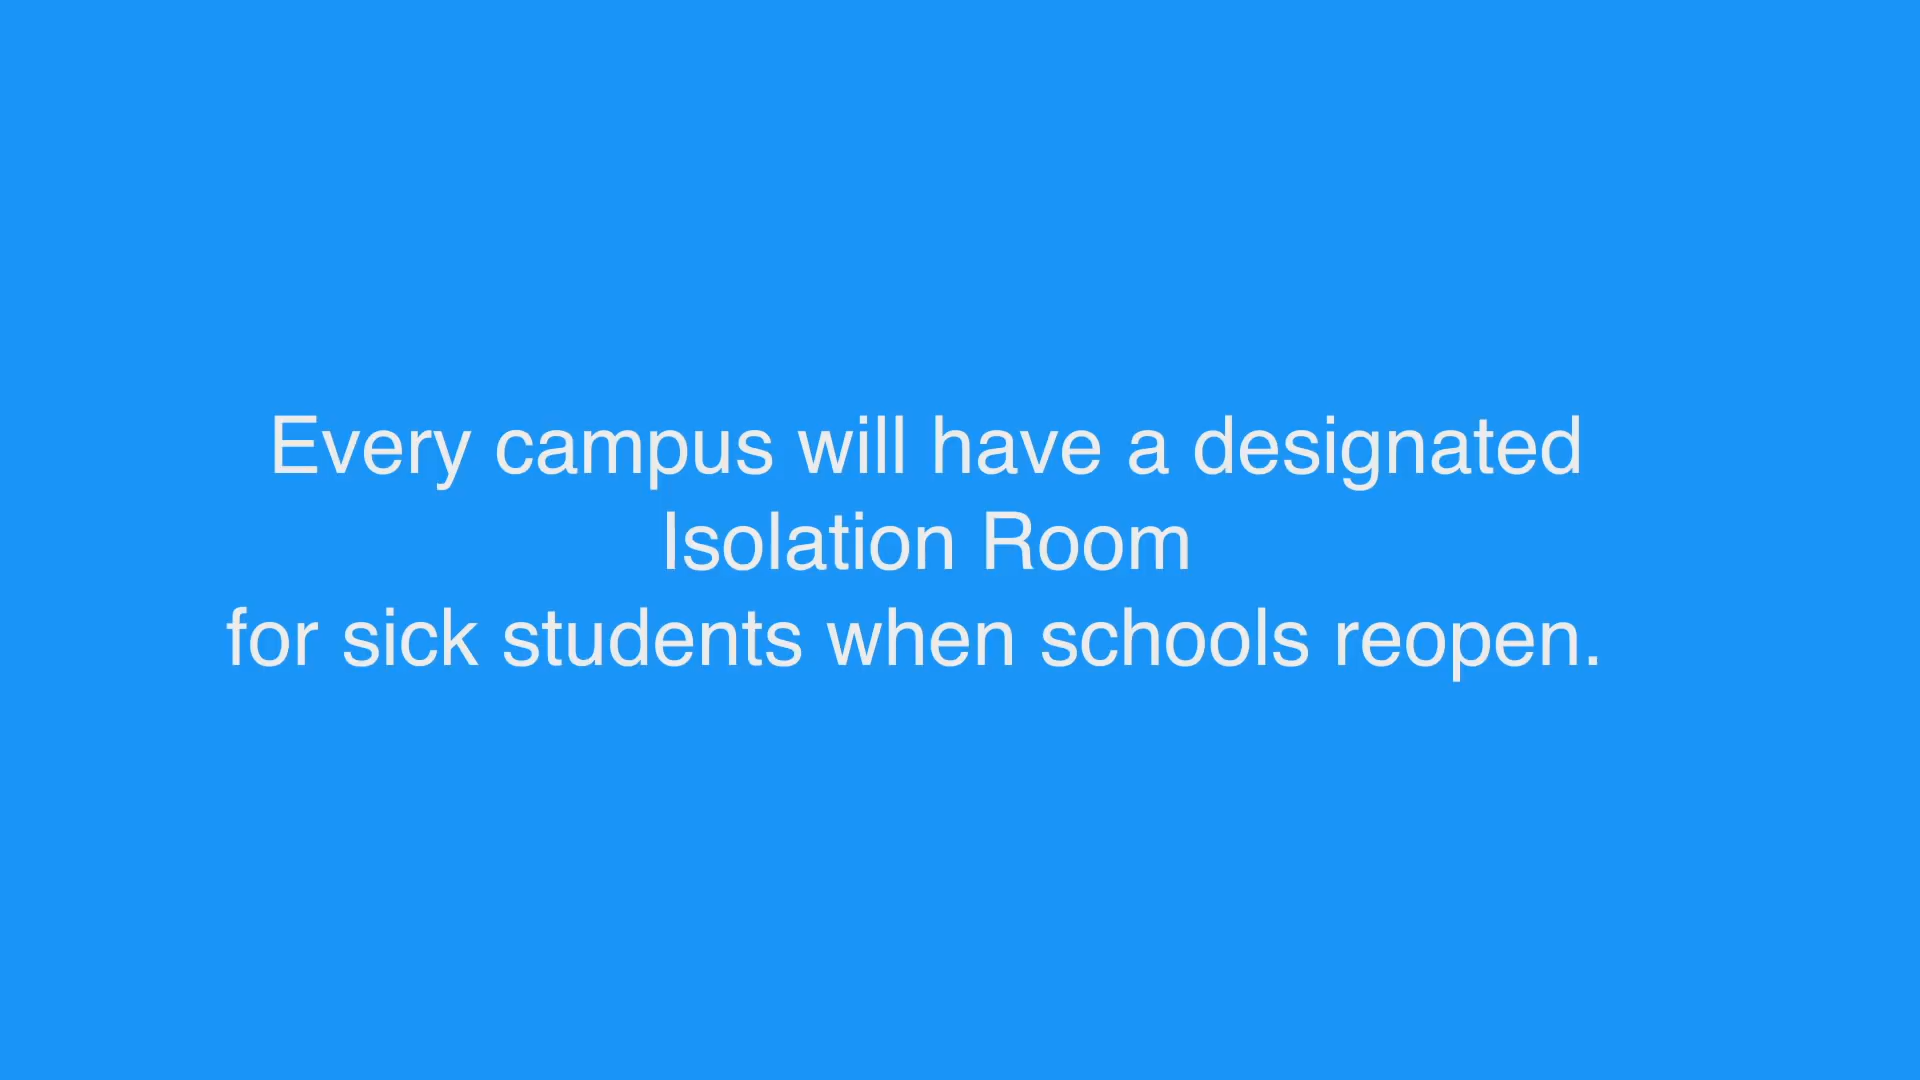 Every campus will have a designated
Isolation Room
for sick students when schools reopen.